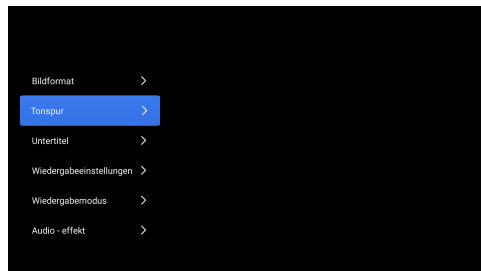 Bildformat
Tonspur
Untertitel
Wiedergabeeinstellungen
Wiedergabemodus
Audio - effekt